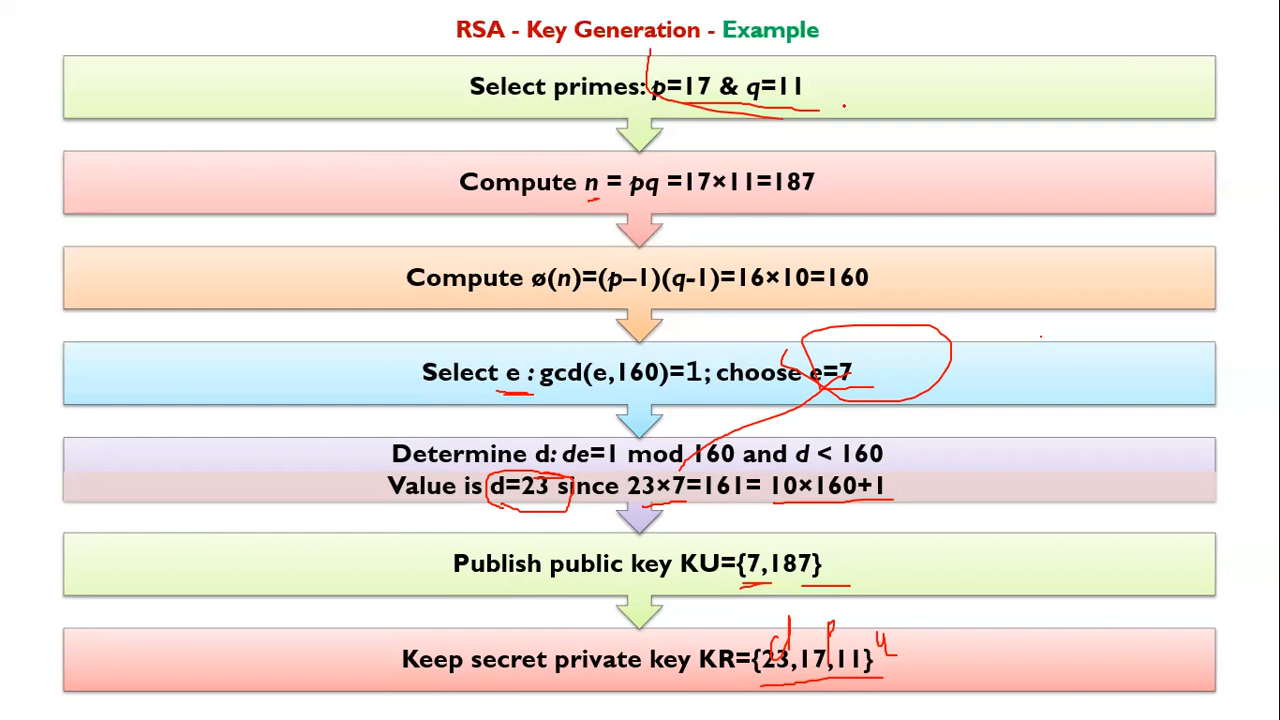 RSA - Key Generation - Example
Select primes: p=17 & q=11
Compute n = pq =17×11=187
Compute ø(n)=(p–1)(q-1)=16×10=160
Select e : gcd(e,160)=1; choose e=7
Determine d: de=1 mod 160 and d < 160
Value is d=23 since 23×7=161= 10×160+1
Publish public key KU={7,187}
d p q
Keep secret private key KR={23,17,11}